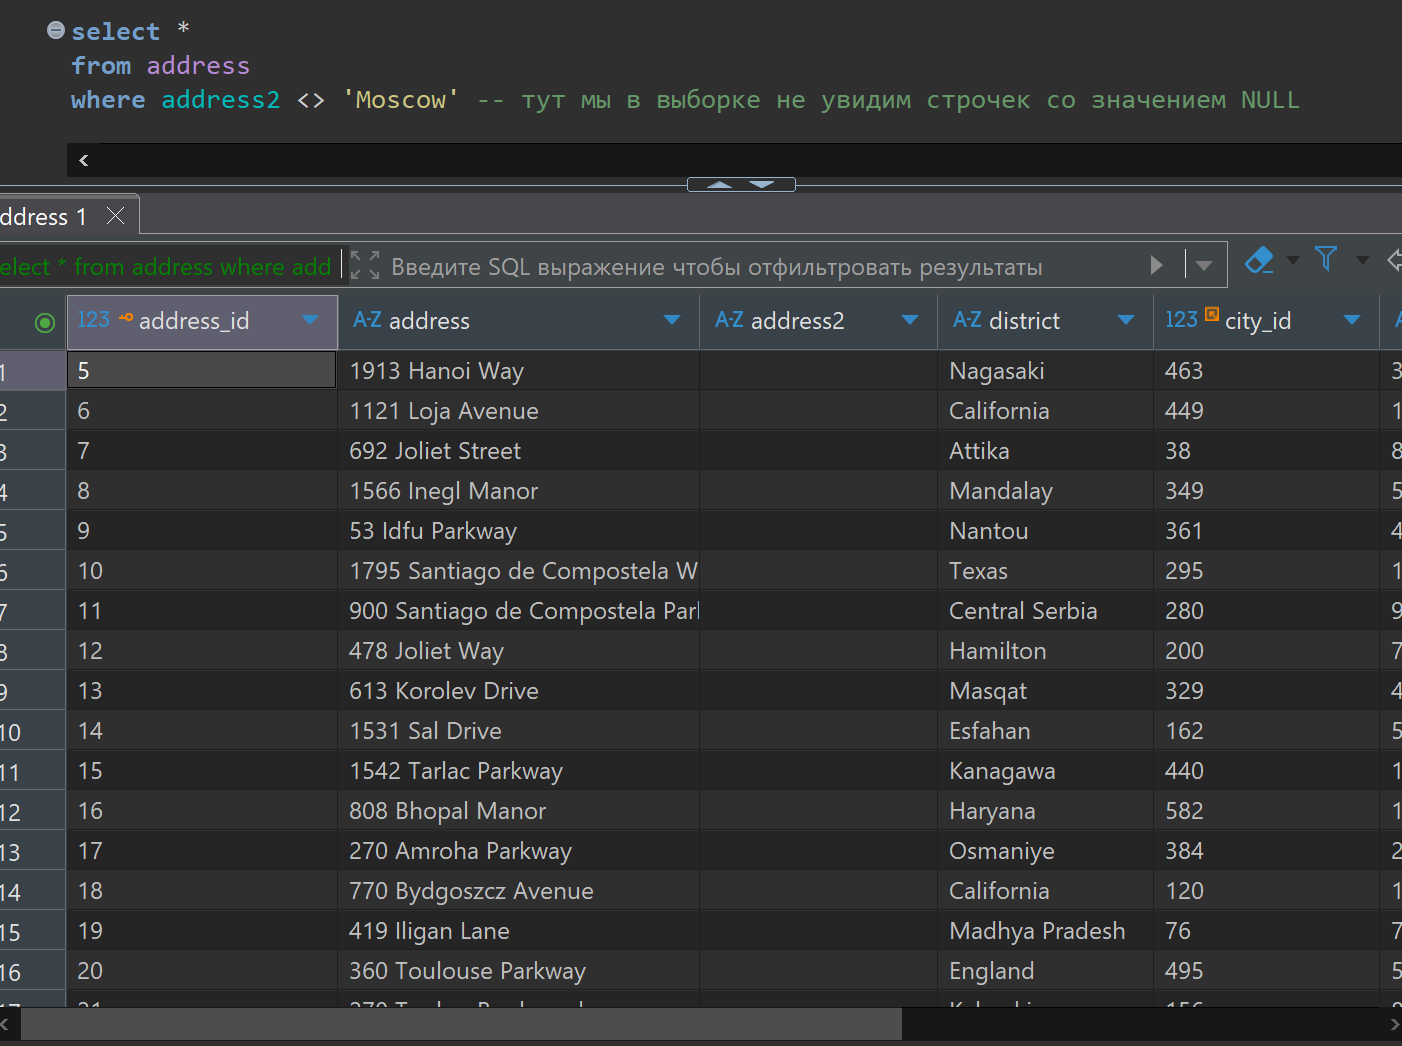 select *
from address
where address2 <> 'Moscow' -- тут мы в выборке не увидим строчек со значением NULL
ddress 1
elect * from address where add Введите SQL выражение чтобы отфильтровать результаты
123 address_id A-Z address A-Z address2 A-Z district 123 city_id
1 5 1913 Hanoi Way Nagasaki 463 3
2 6 1121 Loja Avenue California 449 1
3 7 692 Joliet Street Attika 38 8
4 8 1566 Inegl Manor Mandalay 349 5
5 9 53 Idfu Parkway Nantou 361 4
6 10 1795 Santiago de Compostela W Texas 295 1
7 11 900 Santiago de Compostela Par Central Serbia 280 9
8 12 478 Joliet Way Hamilton 200 7
9 13 613 Korolev Drive Masqat 329 4
10 14 1531 Sal Drive Esfahan 162 5
11 15 1542 Tarlac Parkway Kanagawa 440 1
12 16 808 Bhopal Manor Haryana 582 1
13 17 270 Amroha Parkway Osmaniye 384 2
14 18 770 Bydgoszcz Avenue California 120 1
15 19 419 Iligan Lane Madhya Pradesh 76 7
16 20 360 Toulouse Parkway England 495 5